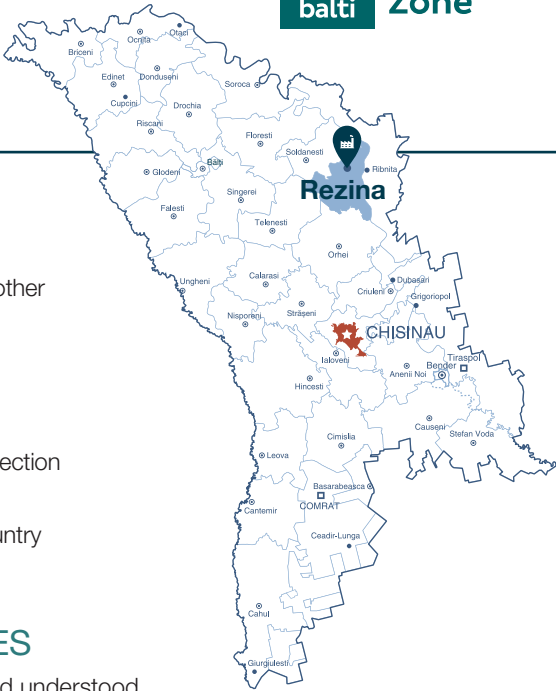 balti Zone
Otaci
Ocnita
Briceni
Edinet
Donduseni
Soroca
Cupcini
Drochia
Riscani
Floresti
Soldanesti
Balti
Ribnita
Glodeni
Rezina
Singerei
Falesti
Telenesti
Orhei
other
Ungheni
Calarasi
Dubasari
Criuleni
Grigoriopol
Nisporeni
Strășeni
CHISINAU
Ialoveni
Tiraspol
Bender
Anenii Noi
Hincesti
Causeni
Stefan Voda
Cimislia
Leova
ection
Basarabeasca
COMRAT
Cantemir
untry
Ceadir-Lunga
Cahul
ES
Giurgiulesti
d understood